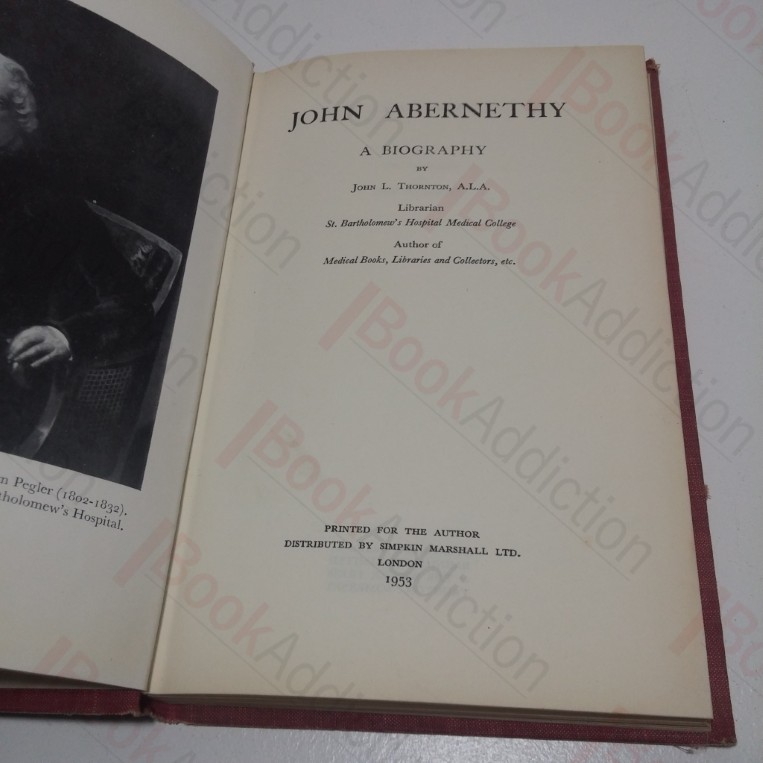 n Pegler (1802-1832).
tholomew's Hospital.
JOHN ABERNETHY
A BIOGRAPHY
BY
JOHN L. THORNTON, A.L.A.
Librarian
St. Bartholomew's Hospital Medical College
Author of
Medical Books, Libraries and Collectors, etc.
PRINTED FOR THE AUTHOR
DISTRIBUTED BY SIMPKIN MARSHALL LTD.
LONDON
1953
BookAddiction